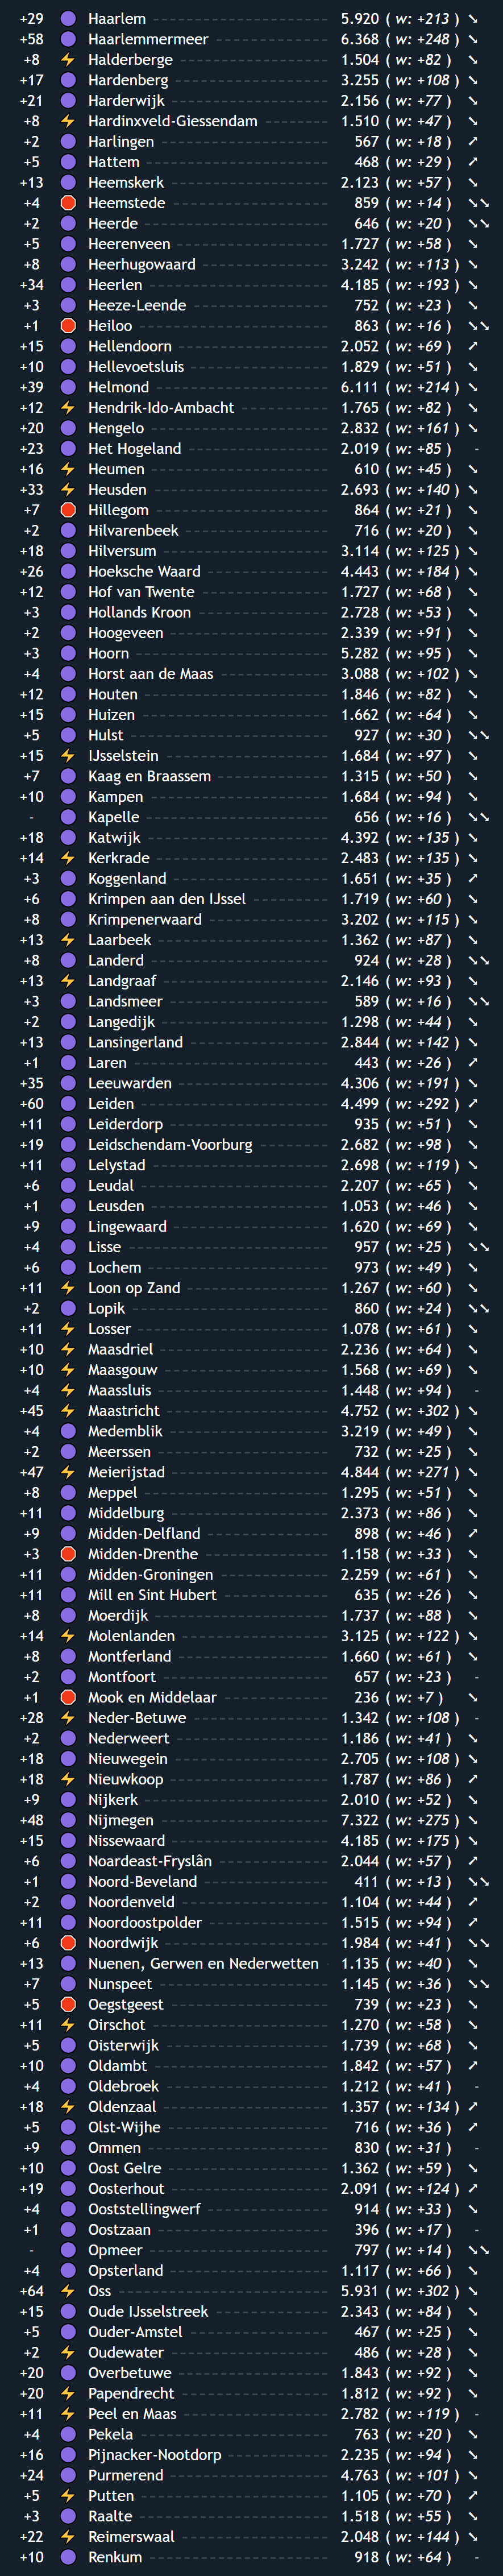 +29 Haarlem 5.920 ( w: +213 ) ↘
+58 Haarlemmermeer 6.368 ( w: +248 ) ↘
+8 Halderberge 1.504 ( w: +82 ) ↘
+17 Hardenberg 3.255 ( w: +108 ) ↘
+21 Harderwijk 2.156 ( w: +77 ) ↘
+8 Hardinxveld-Giessendam 1.510 ( w: +47 ) ↘
+2 Harlingen 567 ( w: +18 ) ↗
+5 Hattem 468 ( w: +29 ) ↗
+13 Heemskerk 2.123 ( w: +57 ) ↘
+4 Heemstede 859 ( w: +14 ) ↘↘
+2 Heerde 646 ( w: +20 ) ↘↘
+5 Heerenveen 1.727 ( w: +58 ) ↘
+8 Heerhugowaard 3.242 ( w: +113 ) ↘
+34 Heerlen 4.185 ( w: +193 ) ↘
+3 Heeze-Leende 752 ( w: +23 ) ↘
+1 Heiloo 863 ( w: +16 ) ↘↘
+15 Hellendoorn 2.052 ( w: +69 ) ↗
+10 Hellevoetsluis 1.829 ( w: +51 ) ↘
+39 Helmond 6.111 ( w: +214 ) ↘
+12 Hendrik-Ido-Ambacht 1.765 ( w: +82 ) ↘
+20 Hengelo 2.832 ( w: +161 ) ↘
+23 Het Hogeland 2.019 ( w: +85 ) -
+16 Heumen 610 ( w: +45 ) ↘
+33 Heusden 2.693 ( w: +140 ) ↘
+7 Hillegom 864 ( w: +21 ) ↘
+2 Hilvarenbeek 716 ( w: +20 ) ↘
+18 Hilversum 3.114 ( w: +125 ) ↘
+26 Hoeksche Waard 4.443 ( w: +184 ) ↘
+12 Hof van Twente 1.727 ( w: +68 ) ↘
+3 Hollands Kroon 2.728 ( w: +53 ) ↘
+2 Hoogeveen 2.339 ( w: +91 ) ↘
+3 Hoorn 5.282 ( w: +95 ) ↘
+4 Horst aan de Maas 3.088 ( w: +102 ) ↘
+12 Houten 1.846 ( w: +82 ) ↘
+15 Huizen 1.662 ( w: +64 ) ↘
+5 Hulst 927 ( w: +30 ) ↘↘
+15 IJsselstein 1.684 ( w: +97 ) ↘
+7 Kaag en Braassem 1.315 ( w: +50 ) ↘
+10 Kampen 1.684 ( w: +94 ) ↘
- Kapelle 656 ( w: +16 ) ↘↘
+18 Katwijk 4.392 ( w: +135 ) ↘
+14 Kerkrade 2.483 ( w: +135 ) ↘
+3 Koggenland 1.651 ( w: +35 ) ↗
+6 Krimpen aan den IJssel 1.719 ( w: +60 ) ↘
+8 Krimpenerwaard 3.202 ( w: +115 ) ↘
+13 Laarbeek 1.362 ( w: +87 ) ↘
+8 Landerd 924 ( w: +28 ) ↘↘
+13 Landgraaf 2.146 ( w: +93 ) ↘
+3 Landsmeer 589 ( w: +16 ) ↘↘
+2 Langedijk 1.298 ( w: +44 ) ↘
+13 Lansingerland 2.844 ( w: +142 ) ↘
+1 Laren 443 ( w: +26 ) ↗
+35 Leeuwarden 4.306 ( w: +191 ) ↘
+60 Leiden 4.499 ( w: +292 ) ↗
+11 Leiderdorp 935 ( w: +51 ) ↘
+19 Leidschendam-Voorburg 2.682 ( w: +98 ) ↘
+11 Lelystad 2.698 ( w: +119 ) ↘
+6 Leudal 2.207 ( w: +65 ) ↘
+1 Leusden 1.053 ( w: +46 ) ↘
+9 Lingewaard 1.620 ( w: +69 ) ↘
+4 Lisse 957 ( w: +25 ) ↘↘
+6 Lochem 973 ( w: +49 ) ↘
+11 Loon op Zand 1.267 ( w: +60 ) ↘
+2 Lopik 860 ( w: +24 ) ↘↘
+11 Losser 1.078 ( w: +61 ) ↘
+10 Maasdriel 2.236 ( w: +64 ) ↘
+10 Maasgouw 1.568 ( w: +69 ) ↘
+4 Maassluis 1.448 ( w: +94 ) -
+45 Maastricht 4.752 ( w: +302 ) ↘
+4 Medemblik 3.219 ( w: +49 ) ↘
+2 Meerssen 732 ( w: +25 ) ↘
+47 Meierijstad 4.844 ( w: +271 ) ↘
+8 Meppel 1.295 ( w: +51 ) ↘
+11 Middelburg 2.373 ( w: +86 ) ↘
+9 Midden-Delfland 898 ( w: +46 ) ↗
+3 Midden-Drenthe 1.158 ( w: +33 ) ↘
+11 Midden-Groningen 2.259 ( w: +61 ) ↘
+11 Mill en Sint Hubert 635 ( w: +26 ) ↘
+8 Moerdijk 1.737 ( w: +88 ) ↘
+14 Molenlanden 3.125 ( w: +122 ) ↘
+8 Montferland 1.660 ( w: +61 ) ↘
+2 Montfoort 657 ( w: +23 ) -
+1 Mook en Middelaar 236 ( w: +7 ) ↘
+28 Neder-Betuwe 1.342 ( w: +108 ) -
+2 Nederweert 1.186 ( w: +41 ) ↘
+18 Nieuwegein 2.705 ( w: +108 ) ↘
+18 Nieuwkoop 1.787 ( w: +86 ) ↗
+9 Nijkerk 2.010 ( w: +52 ) ↘
+48 Nijmegen 7.322 ( w: +275 ) ↘
+15 Nissewaard 4.185 ( w: +175 ) ↘
+6 Noardeast-Fryslân 2.044 ( w: +57 ) ↗
+1 Noord-Beveland 411 ( w: +13 ) ↘↘
+2 Noordenveld 1.104 ( w: +44 ) ↗
+11 Noordoostpolder 1.515 ( w: +94 ) ↗
+6 Noordwijk 1.984 ( w: +41 ) ↘↘
+13 Nuenen, Gerwen en Nederwetten 1.135 ( w: +40 ) ↘
+7 Nunspeet 1.145 ( w: +36 ) ↘↘
+5 Oegstgeest 739 ( w: +23 ) ↘
+11 Oirschot 1.270 ( w: +58 ) ↘
+5 Oisterwijk 1.739 ( w: +68 ) ↘
+10 Oldambt 1.842 ( w: +57 ) ↗
+4 Oldebroek 1.212 ( w: +41 ) -
+18 Oldenzaal 1.357 ( w: +134 ) ↗
+5 Olst-Wijhe 716 ( w: +36 ) ↗
+9 Ommen 830 ( w: +31 ) -
+10 Oost Gelre 1.362 ( w: +59 ) ↘
+19 Oosterhout 2.091 ( w: +124 ) ↗
+4 Ooststellingwerf 914 ( w: +33 ) ↘
+1 Oostzaan 396 ( w: +17 ) -
- Opmeer 797 ( w: +14 ) ↘↘
+4 Opsterland 1.117 ( w: +66 ) ↘
+64 Oss 5.931 ( w: +302 ) ↘
+15 Oude IJsselstreek 2.343 ( w: +84 ) ↘
+5 Ouder-Amstel 467 ( w: +25 ) ↘
+2 Oudewater 486 ( w: +28 ) ↘
+20 Overbetuwe 1.843 ( w: +92 ) ↘
+20 Papendrecht 1.812 ( w: +92 ) ↘
+11 Peel en Maas 2.782 ( w: +119 ) -
+4 Pekela 763 ( w: +20 ) ↘
+16 Pijnacker-Nootdorp 2.235 ( w: +94 ) ↘
+24 Purmerend 4.763 ( w: +101 ) ↘
+5 Putten 1.105 ( w: +70 ) ↗
+3 Raalte 1.518 ( w: +55 ) ↘
+22 Reimerswaal 2.048 ( w: +144 ) ↘
+10 Renkum 918 ( w: +64 ) -